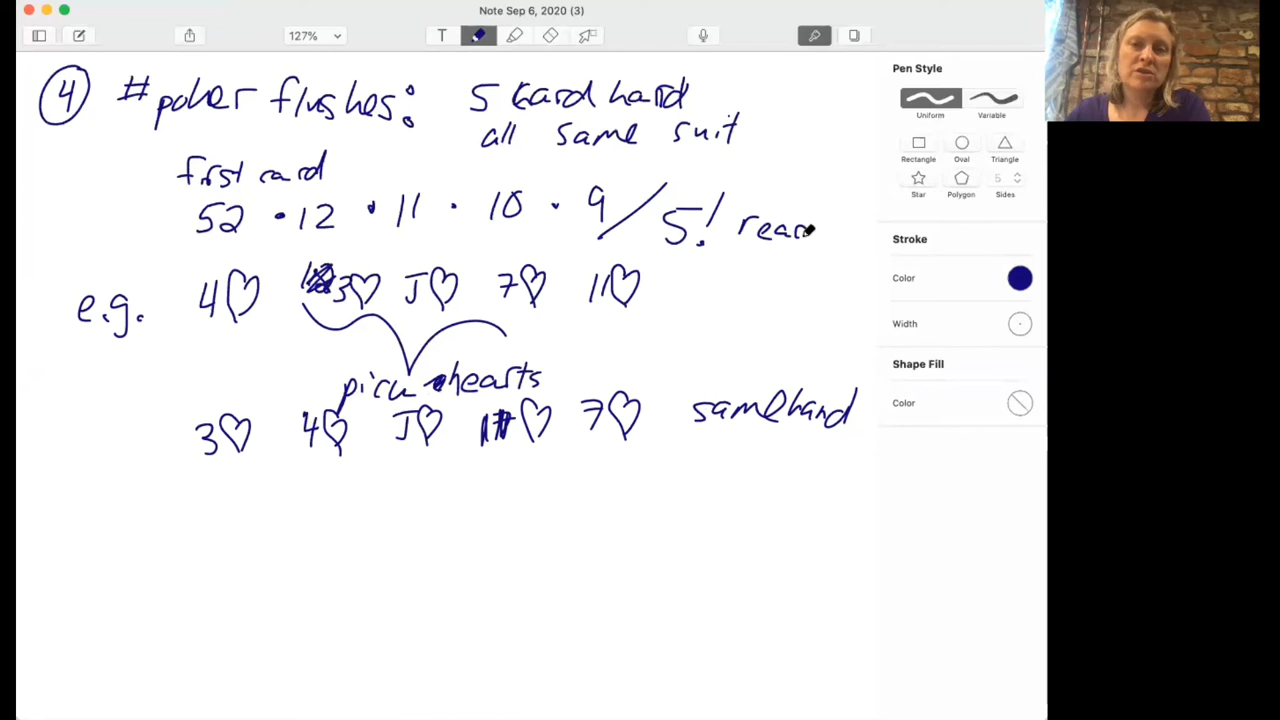 Note Sep 6, 2020 (3)
127%
T
④ # poker flushes: 5 card hand
all same suit
first card
52 · 12 · 11 · 10 · 9 / 5! rear
e.g. 4♡ 3♡ J♡ 7♡ 11♡
pick hearts
3♡ 4♡ J♡ ♡ 7♡ same hand
Pen Style
Uniform Variable
Rectangle Oval Triangle
Star Polygon 5 Sides
Stroke
Color
Width
Shape Fill
Color